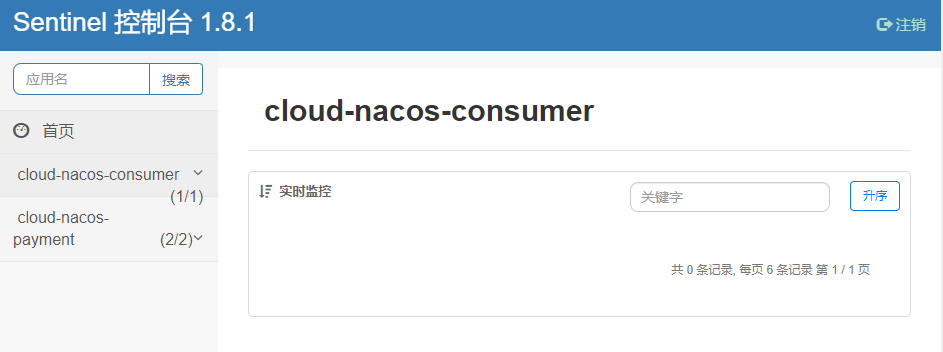 Sentinel 控制台 1.8.1
注销
应用名
搜索
首页
cloud-nacos-consumer
(1/1)
cloud-nacos-
payment (2/2)
cloud-nacos-consumer
实时监控
关键字
升序
共 0 条记录, 每页 6 条记录 第 1 / 1 页